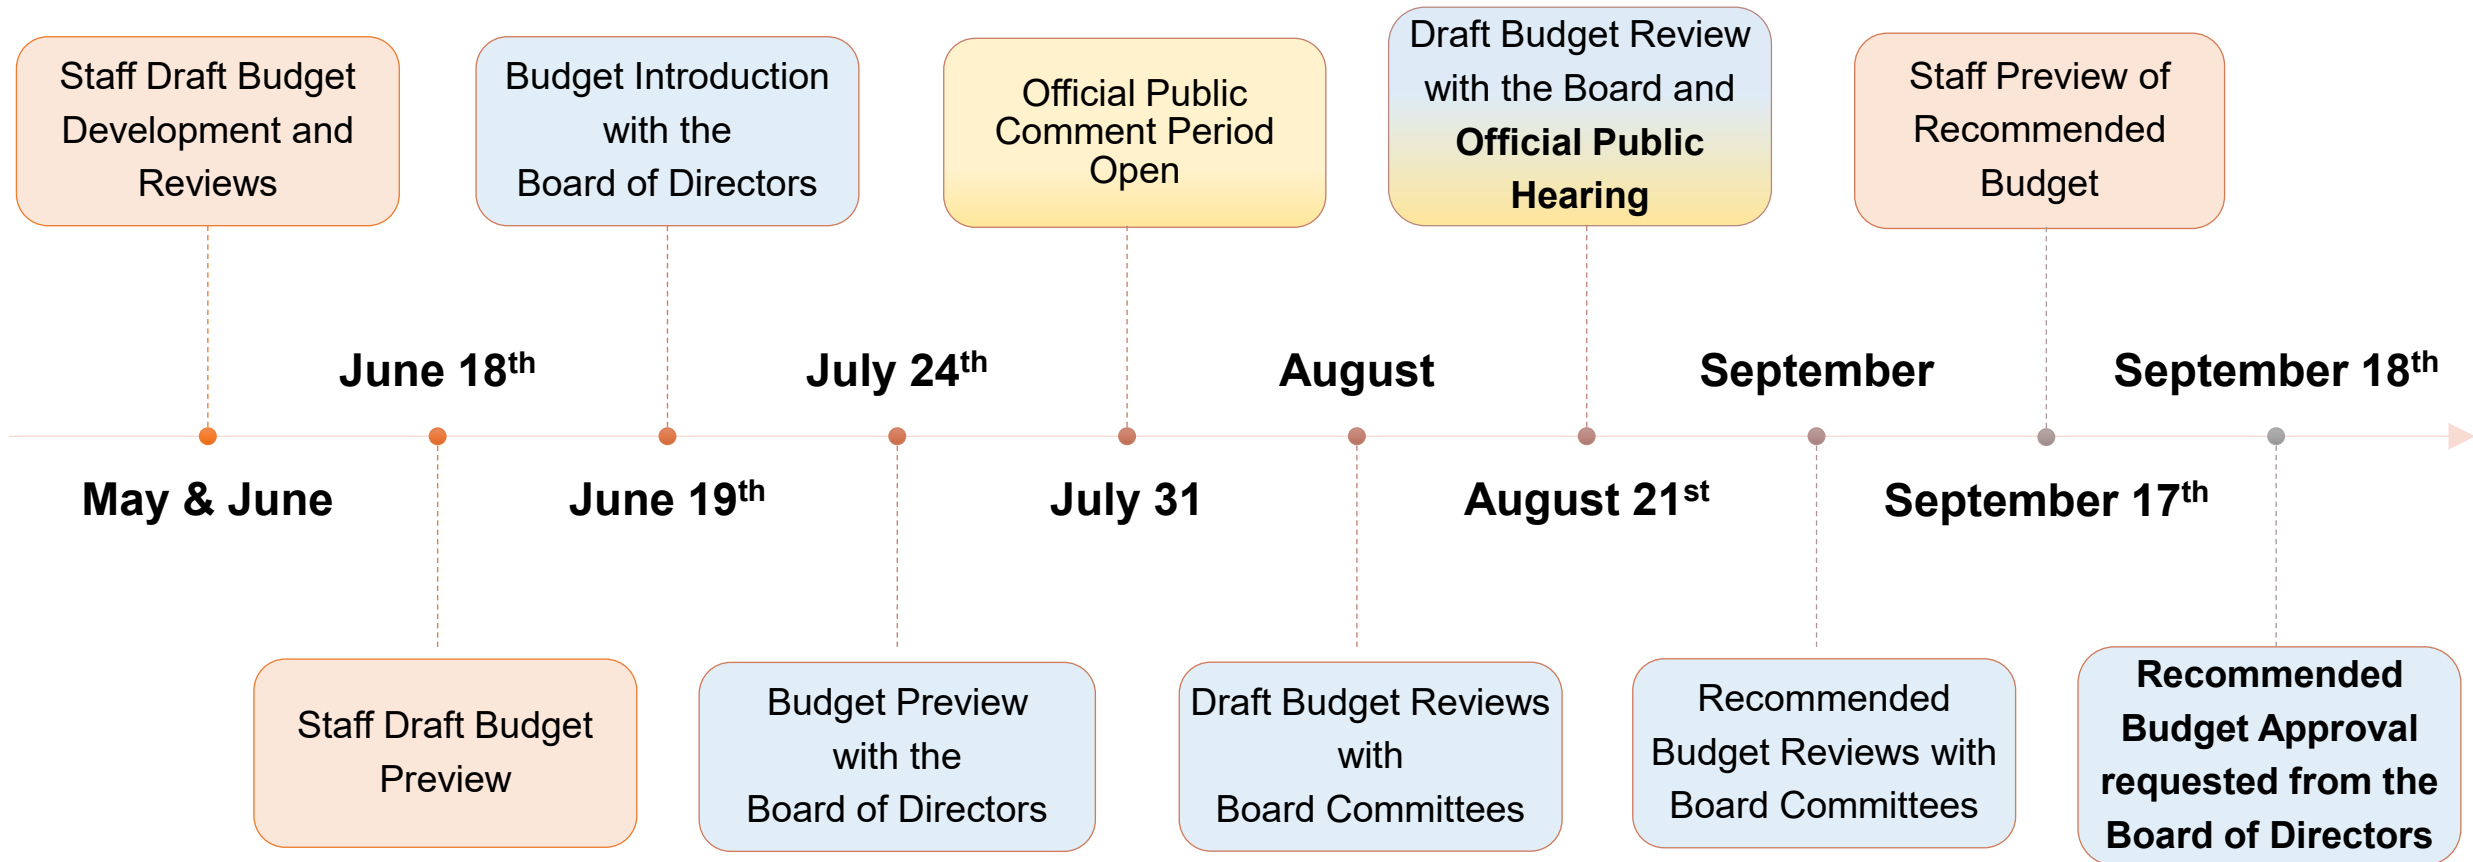 Staff Draft Budget
Development and
Reviews
Budget Introduction
with the
Board of Directors
Official Public
Comment Period
Open
Draft Budget Review
with the Board and
Official Public
Hearing
Staff Preview of
Recommended
Budget
June 18th
July 24th
August
September
September 18th
May & June
June 19th
July 31
August 21st
September 17th
Staff Draft Budget
Preview
Budget Preview
with the
Board of Directors
Draft Budget Reviews
with
Board Committees
Recommended
Budget Reviews with
Board Committees
Recommended
Budget Approval
requested from the
Board of Directors